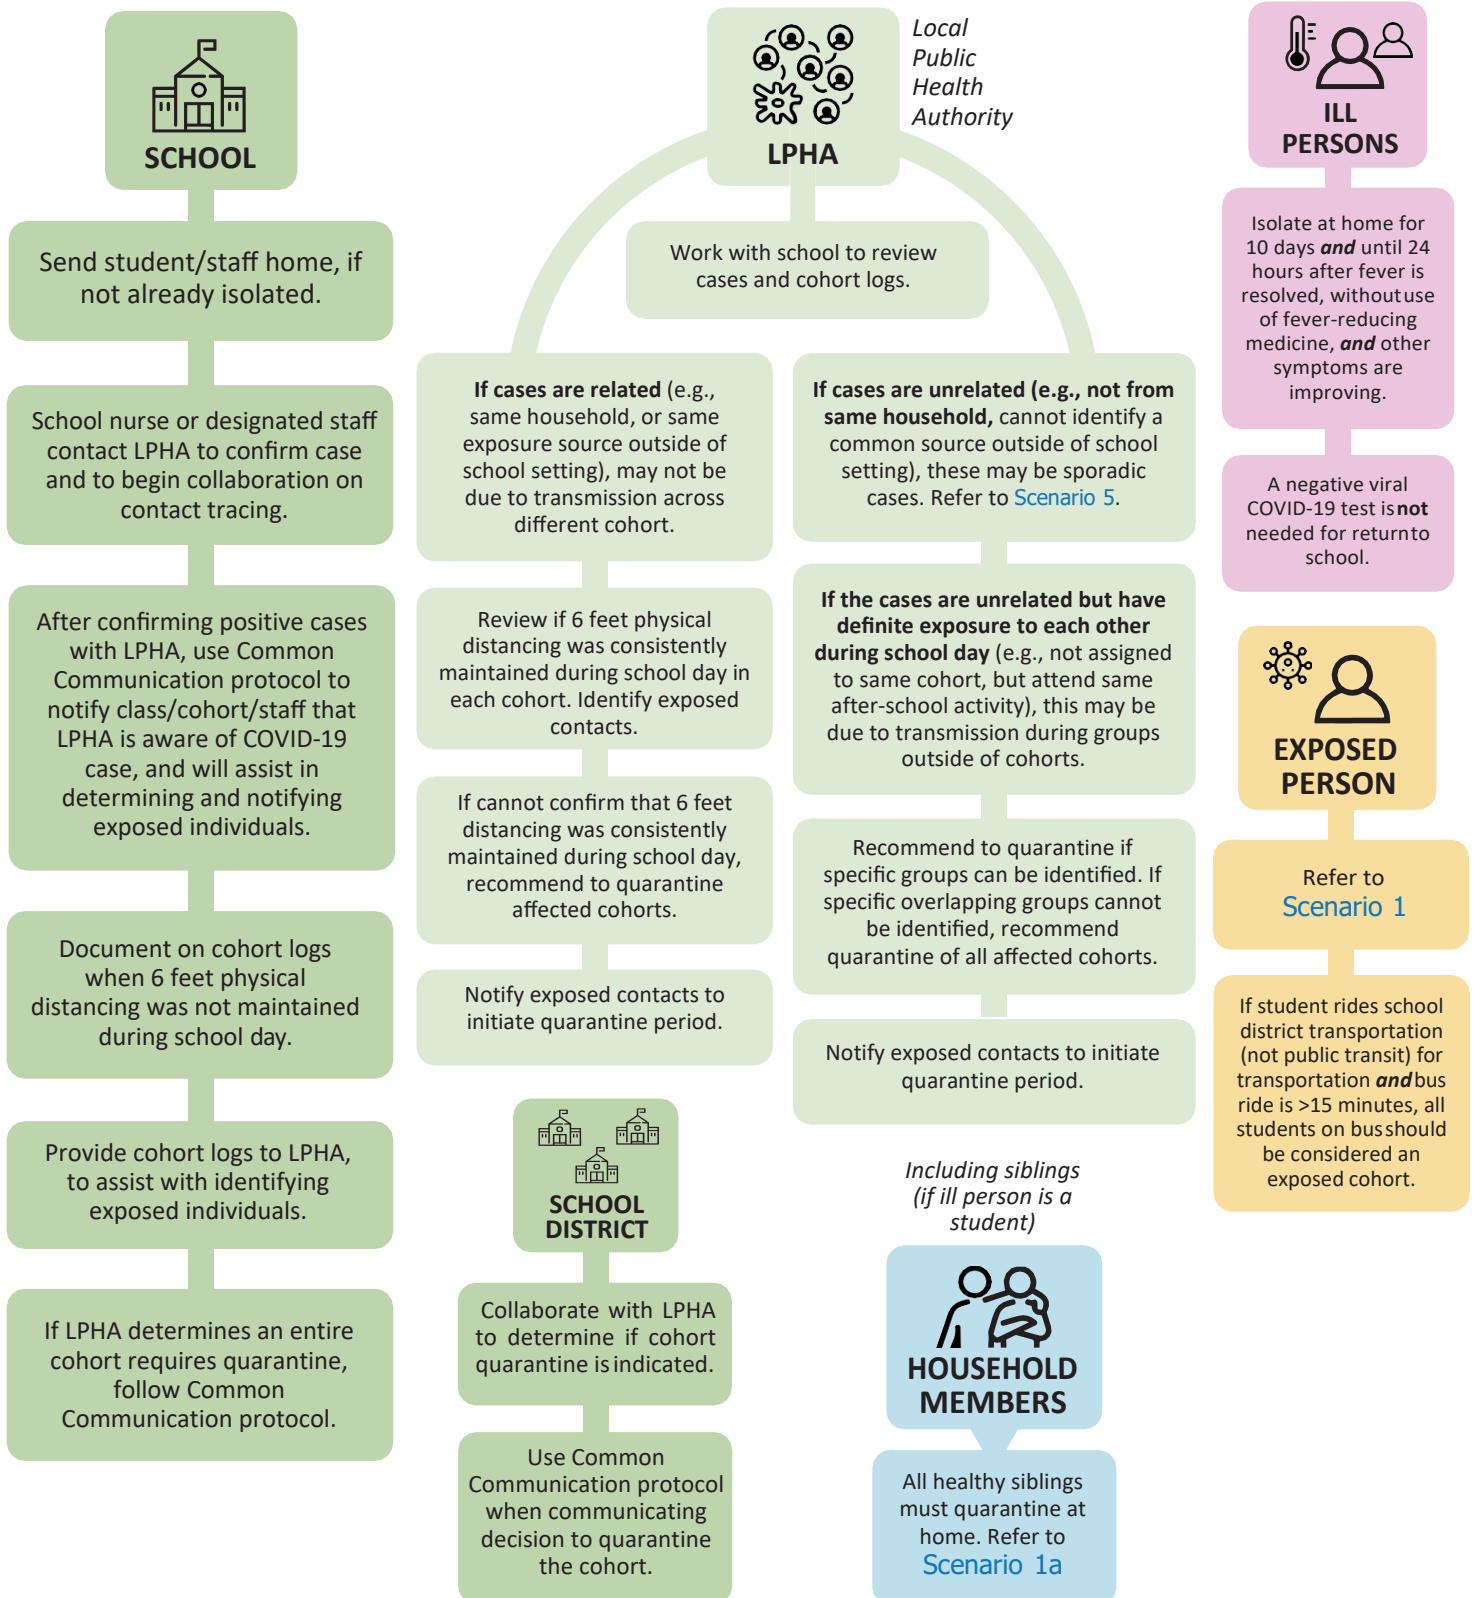 SCHOOL
Send student/staff home, if
not already isolated.
School nurse or designated staff
contact LPHA to confirm case
and to begin collaboration on
contact tracing.
After confirming positive cases
with LPHA, use Common
Communication protocol to
notify class/cohort/staff that
LPHA is aware of COVID-19
case, and will assist in
determining and notifying
exposed individuals.
Document on cohort logs
when 6 feet physical
distancing was not maintained
during school day.
Provide cohort logs to LPHA,
to assist with identifying
exposed individuals.
If LPHA determines an entire
cohort requires quarantine,
follow Common
Communication protocol.
LPHA
Local
Public
Health
Authority
Work with school to review
cases and cohort logs.
If cases are related (e.g.,
same household, or same
exposure source outside of
school setting), may not be
due to transmission across
different cohort.
Review if 6 feet physical
distancing was consistently
maintained during school day in
each cohort. Identify exposed
contacts.
If cannot confirm that 6 feet
distancing was consistently
maintained during school day,
recommend to quarantine
affected cohorts.
Notify exposed contacts to
initiate quarantine period.
If cases are unrelated (e.g., not from
same household, cannot identify a
common source outside of school
setting), these may be sporadic
cases. Refer to Scenario 5.
If the cases are unrelated but have
definite exposure to each other
during school day (e.g., not assigned
to same cohort, but attend same
after-school activity), this may be
due to transmission during groups
outside of cohorts.
Recommend to quarantine if
specific groups can be identified. If
specific overlapping groups cannot
be identified, recommend
quarantine of all affected cohorts.
Notify exposed contacts to initiate
quarantine period.
SCHOOL
DISTRICT
Collaborate with LPHA
to determine if cohort
quarantine is indicated.
Use Common
Communication protocol
when communicating
decision to quarantine
the cohort.
Including siblings
(if ill person is a
student)
HOUSEHOLD
MEMBERS
All healthy siblings
must quarantine at
home. Refer to
Scenario 1a
ILL
PERSONS
Isolate at home for
10 days and until 24
hours after fever is
resolved, without use
of fever-reducing
medicine, and other
symptoms are
improving.
A negative viral
COVID-19 test is not
needed for return to
school.
EXPOSED
PERSON
Refer to
Scenario 1
If student rides school
district transportation
(not public transit) for
transportation and bus
ride is >15 minutes, all
students on bus should
be considered an
exposed cohort.